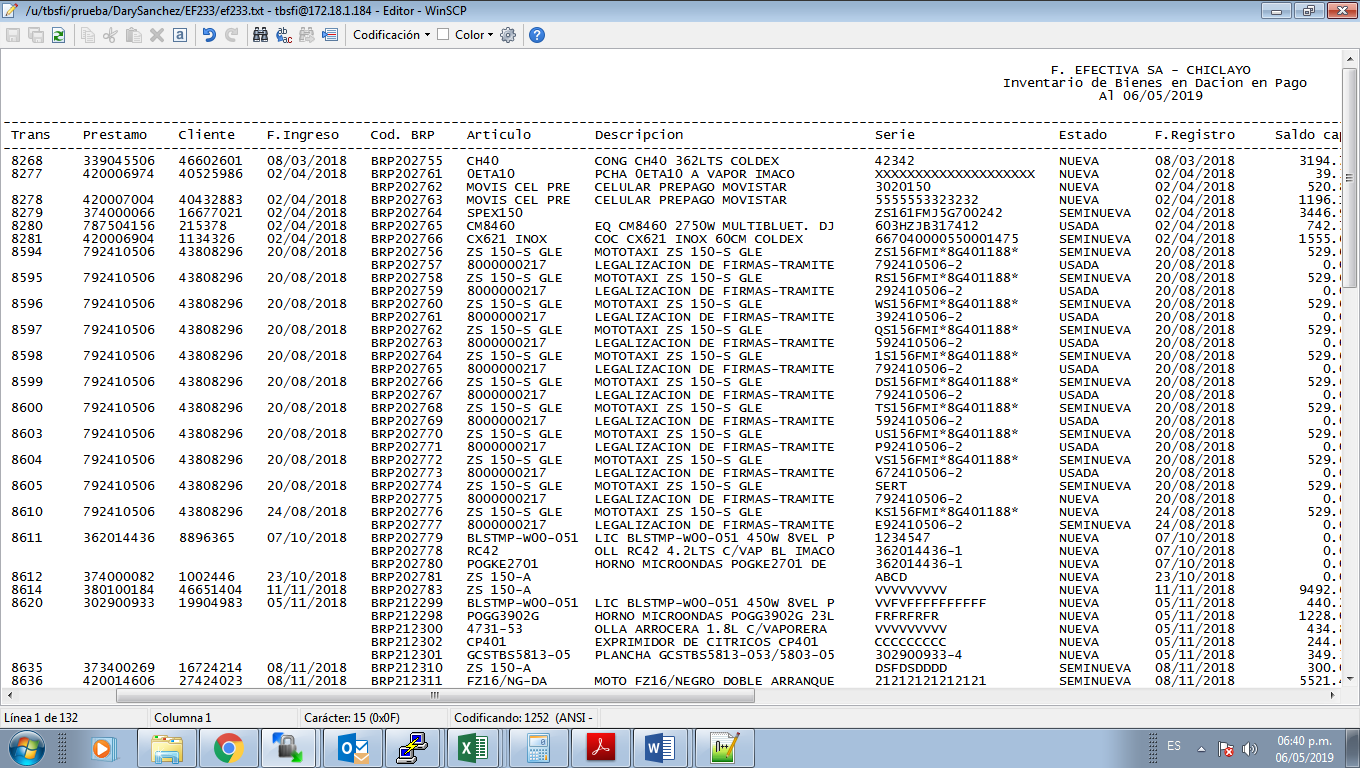 /u/tbsfi/prueba/DarySanchez/EF233/ef233.txt - tbsfi@172.18.1.184 - Editor - WinSCP
Codificación Color
F. EFECTIVA SA - CHICLAYO
Inventario de Bienes en Dacion en Pago
Al 06/05/2019
Trans Prestamo Cliente F.Ingreso Cod. BRP Articulo Descripcion Serie Estado F.Registro Saldo cap
8268 339045506 46602601 08/03/2018 BRP202755 CH40 CONG CH40 362LTS COLDEX 42342 NUEVA 08/03/2018 3194.
8277 420006974 40525986 02/04/2018 BRP202761 0ETA10 PCHA 0ETA10 A VAPOR IMACO XXXXXXXXXXXXXXXXXXXX NUEVA 02/04/2018 39.
BRP202762 MOVIS CEL PRE CELULAR PREPAGO MOVISTAR 3020150 NUEVA 02/04/2018 520.
8278 420007004 40432883 02/04/2018 BRP202763 MOVIS CEL PRE CELULAR PREPAGO MOVISTAR 5555553323232 NUEVA 02/04/2018 1196.
8279 374000066 16677021 02/04/2018 BRP202764 SPEX150 ZS161FMJ5G700242 SEMINUEVA 02/04/2018 3446.
8280 787504156 215378 02/04/2018 BRP202765 CM8460 EQ CM8460 2750W MULTIBLUET. DJ 603HZJB317412 USADA 02/04/2018 742.
8281 420006904 1134326 02/04/2018 BRP202766 CX621 INOX COC CX621 INOX 60CM COLDEX 667040000550001475 SEMINUEVA 02/04/2018 1555.
8594 792410506 43808296 20/08/2018 BRP202756 ZS 150-S GLE MOTOTAXI ZS 150-S GLE ZS156FMI*8G401188* SEMINUEVA 20/08/2018 529.
BRP202757 8000000217 LEGALIZACION DE FIRMAS-TRAMITE 792410506-2 USADA 20/08/2018 0.
8595 792410506 43808296 20/08/2018 BRP202758 ZS 150-S GLE MOTOTAXI ZS 150-S GLE RS156FMI*8G401188* SEMINUEVA 20/08/2018 529.
BRP202759 8000000217 LEGALIZACION DE FIRMAS-TRAMITE 292410506-2 USADA 20/08/2018 0.
8596 792410506 43808296 20/08/2018 BRP202760 ZS 150-S GLE MOTOTAXI ZS 150-S GLE WS156FMI*8G401188* SEMINUEVA 20/08/2018 529.
BRP202761 8000000217 LEGALIZACION DE FIRMAS-TRAMITE 392410506-2 USADA 20/08/2018 0.
8597 792410506 43808296 20/08/2018 BRP202762 ZS 150-S GLE MOTOTAXI ZS 150-S GLE QS156FMI*8G401188* SEMINUEVA 20/08/2018 529.
BRP202763 8000000217 LEGALIZACION DE FIRMAS-TRAMITE 592410506-2 USADA 20/08/2018 0.
8598 792410506 43808296 20/08/2018 BRP202764 ZS 150-S GLE MOTOTAXI ZS 150-S GLE 1S156FMI*8G401188* SEMINUEVA 20/08/2018 529.
BRP202765 8000000217 LEGALIZACION DE FIRMAS-TRAMITE 792410506-2 USADA 20/08/2018 0.
8599 792410506 43808296 20/08/2018 BRP202766 ZS 150-S GLE MOTOTAXI ZS 150-S GLE DS156FMI*8G401188* SEMINUEVA 20/08/2018 529.
BRP202767 8000000217 LEGALIZACION DE FIRMAS-TRAMITE 792410506-2 USADA 20/08/2018 0.
8600 792410506 43808296 20/08/2018 BRP202768 ZS 150-S GLE MOTOTAXI ZS 150-S GLE TS156FMI*8G401188* SEMINUEVA 20/08/2018 529.
BRP202769 8000000217 LEGALIZACION DE FIRMAS-TRAMITE 592410506-2 USADA 20/08/2018 0.
8603 792410506 43808296 20/08/2018 BRP202770 ZS 150-S GLE MOTOTAXI ZS 150-S GLE US156FMI*8G401188* SEMINUEVA 20/08/2018 529.
BRP202771 8000000217 LEGALIZACION DE FIRMAS-TRAMITE P92410506-2 USADA 20/08/2018 0.
8604 792410506 43808296 20/08/2018 BRP202772 ZS 150-S GLE MOTOTAXI ZS 150-S GLE VS156FMI*8G401188* SEMINUEVA 20/08/2018 529.
BRP202773 8000000217 LEGALIZACION DE FIRMAS-TRAMITE 672410506-2 USADA 20/08/2018 0.
8605 792410506 43808296 20/08/2018 BRP202774 ZS 150-S GLE MOTOTAXI ZS 150-S GLE SERT SEMINUEVA 20/08/2018 529.
BRP202775 8000000217 LEGALIZACION DE FIRMAS-TRAMITE 792410506-2 NUEVA 20/08/2018 0.
8610 792410506 43808296 24/08/2018 BRP202776 ZS 150-S GLE MOTOTAXI ZS 150-S GLE KS156FMI*8G401188* NUEVA 24/08/2018 529.
BRP202777 8000000217 LEGALIZACION DE FIRMAS-TRAMITE E92410506-2 SEMINUEVA 24/08/2018 0.
8611 362014436 8896365 07/10/2018 BRP202779 BLSTMP-W00-051 LIC BLSTMP-W00-051 450W 8VEL P 1234547 NUEVA 07/10/2018 0.
BRP202778 RC42 OLL RC42 4.2LTS C/VAP BL IMACO 362014436-1 NUEVA 07/10/2018 0.
BRP202780 POGKE2701 HORNO MICROONDAS POGKE2701 DE 362014436-1 NUEVA 07/10/2018 0.
8612 374000082 1002446 23/10/2018 BRP202781 ZS 150-A ABCD NUEVA 23/10/2018 0.
8614 380100184 46651404 11/11/2018 BRP202783 ZS 150-A VVVVVVVVV NUEVA 11/11/2018 9492.
8620 302900933 19904983 05/11/2018 BRP212299 BLSTMP-W00-051 LIC BLSTMP-W00-051 450W 8VEL P VVFVFFFFFFFFFF NUEVA 05/11/2018 440.
BRP212298 POGG3902G HORNO MICROONDAS POGG3902G 23L FRFRFRFR NUEVA 05/11/2018 1228.
BRP212300 4731-53 OLLA ARROCERA 1.8L C/VAPORERA VVVVVVVVV NUEVA 05/11/2018 434.
BRP212302 CP401 EXPRIMIDOR DE CITRICOS CP401 CCCCCCCCC NUEVA 05/11/2018 244.
BRP212301 GCSTBS5813-05 PLANCHA GCSTBS5813-053/5803-05 302900933-4 NUEVA 05/11/2018 349.
8635 373400269 16724214 08/11/2018 BRP212310 ZS 150-A DSFDSDDDD SEMINUEVA 08/11/2018 300.
8636 420014606 27424023 08/11/2018 BRP212311 FZ16/NG-DA MOTO FZ16/NEGRO DOBLE ARRANQUE 21212121212121 SEMINUEVA 08/11/2018 5521.
Línea 1 de 132 Columna 1 Carácter: 15 (0x0F) Codificando: 1252 (ANSI -
ES 06:40 p.m.
06/05/2019